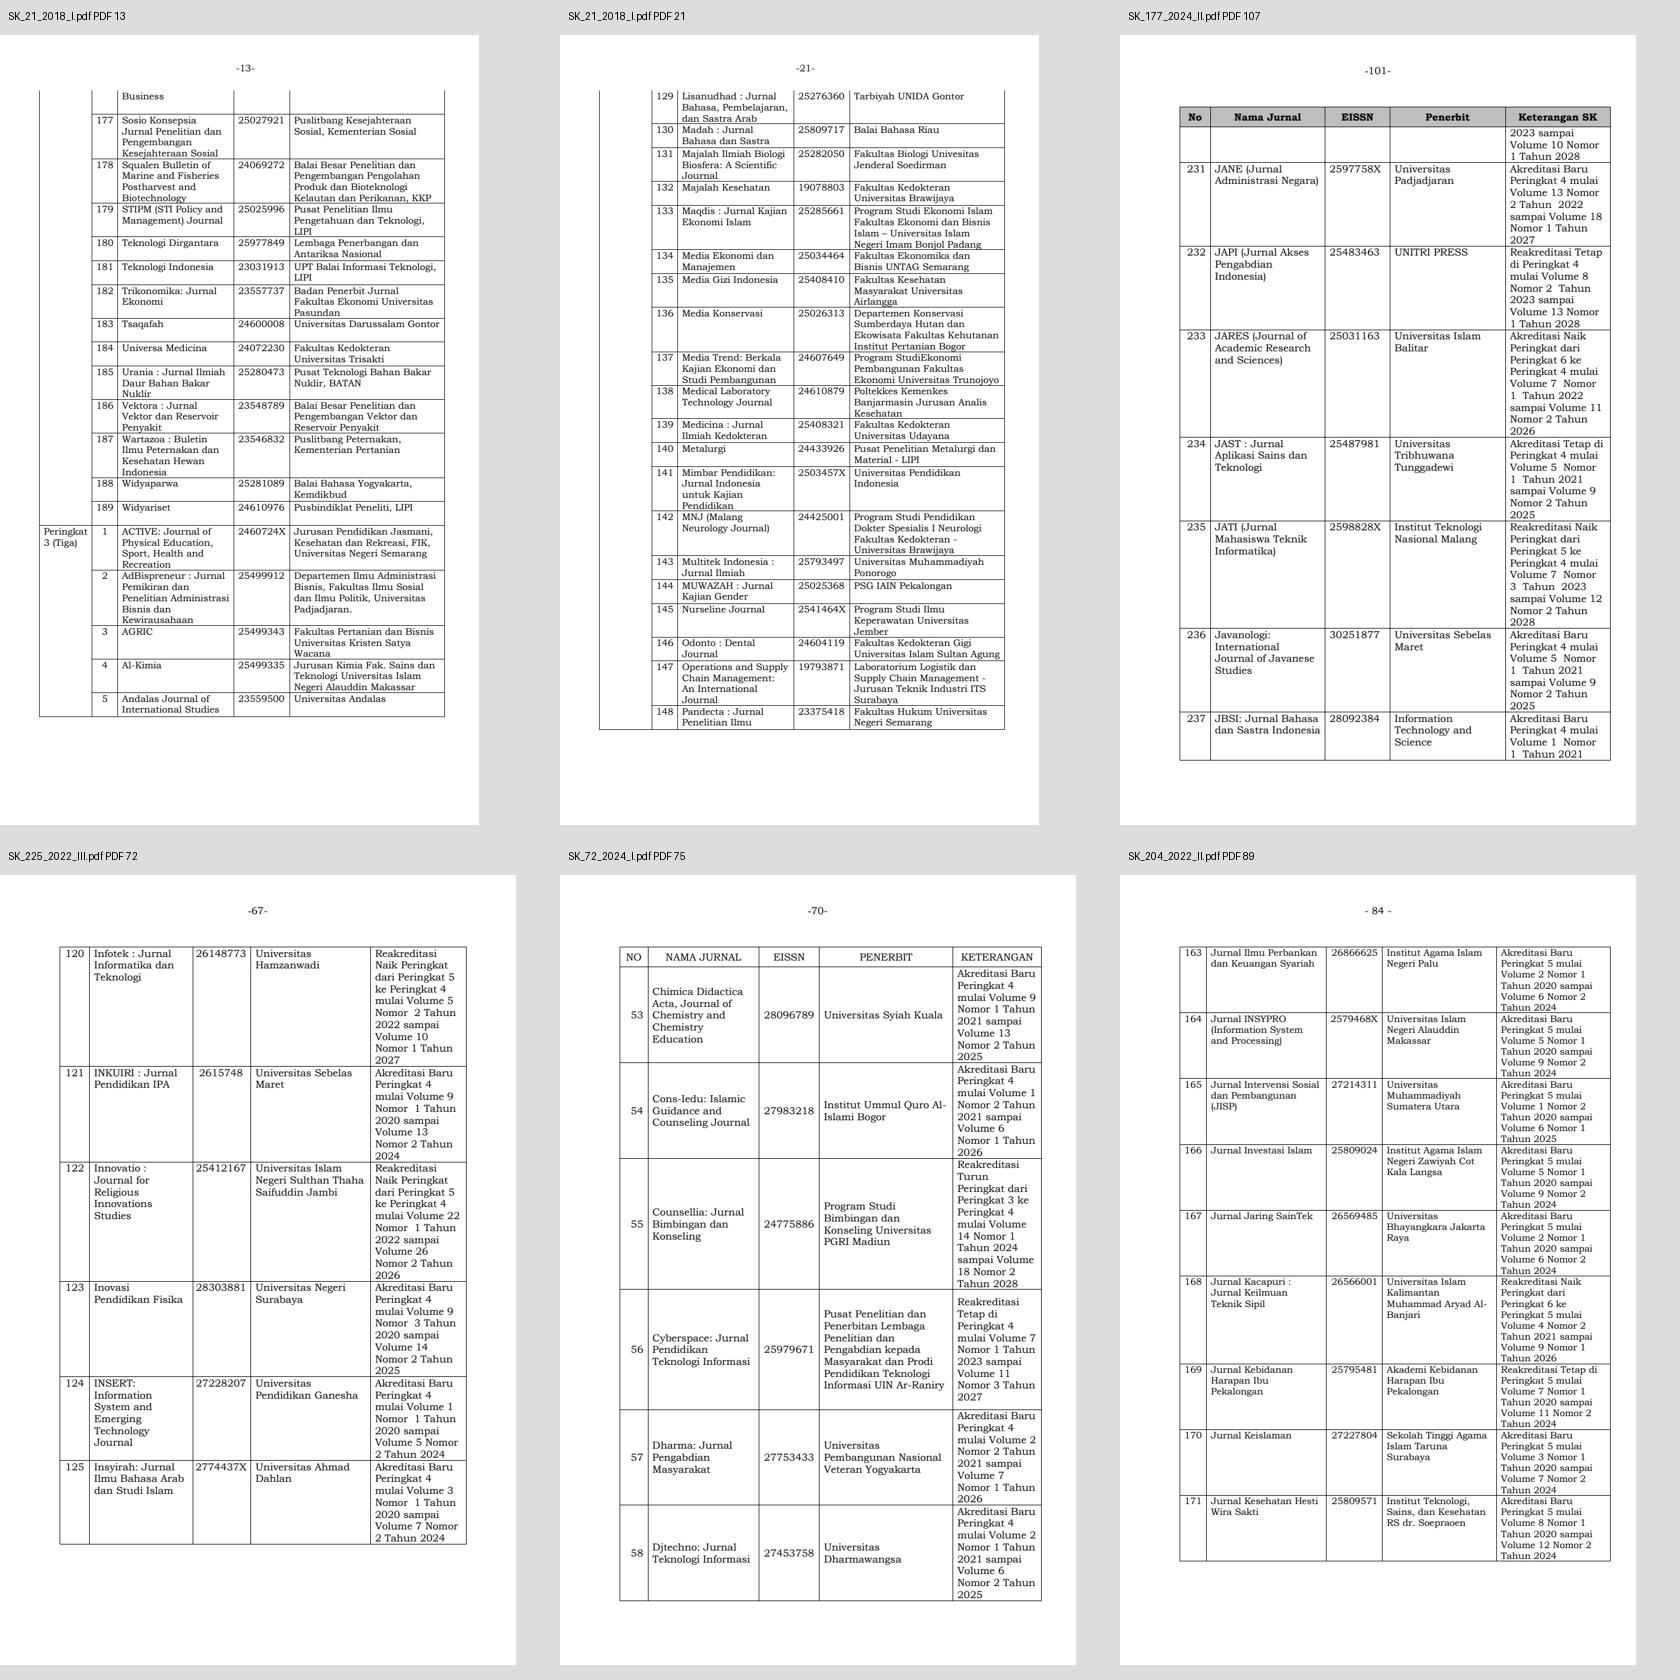 SK_21_2018_I.pdf PDF 13
-13-
Business
177 Sosio Konsepsia 25027921 Puslitbang Kesejahteraan
Jurnal Penelitian dan Sosial, Kementerian Sosial
Pengembangan
Kesejahteraan Sosial
178 Squalen Bulletin of 24069272 Balai Besar Penelitian dan
Marine and Fisheries Pengembangan Pengolahan
Postharvest and Produk dan Bioteknologi
Biotechnology Kelautan dan Perikanan, KKP
179 STIPM (STI Policy and 25025996 Pusat Penelitian Ilmu
Management) Journal Pengetahuan dan Teknologi,
LIPI
180 Teknologi Dirgantara 25977849 Lembaga Penerbangan dan
Antariksa Nasional
181 Teknologi Indonesia 23031913 UPT Balai Informasi Teknologi,
LIPI
182 Trikonomika: Jurnal 23557737 Badan Penerbit Jurnal
Ekonomi Fakultas Ekonomi Universitas
Pasundan
183 Tsaqafah 24600008 Universitas Darussalam Gontor
184 Universa Medicina 24072230 Fakultas Kedokteran
Universitas Trisakti
185 Urania : Jurnal Ilmiah 25280473 Pusat Teknologi Bahan Bakar
Daur Bahan Bakar Nuklir, BATAN
Nuklir
186 Vektora : Jurnal 23548789 Balai Besar Penelitian dan
Vektor dan Reservoir Pengembangan Vektor dan
Penyakit Reservoir Penyakit
187 Wartazoa : Buletin 23546832 Puslitbang Peternakan,
Ilmu Peternakan dan Kementerian Pertanian
Kesehatan Hewan
Indonesia
188 Widyaparwa 25281089 Balai Bahasa Yogyakarta,
Kemdikbud
189 Widyariset 24610976 Pusbindiklat Peneliti, LIPI
Peringkat 1 ACTIVE: Journal of 2460724X Jurusan Pendidikan Jasmani,
3 (Tiga) Physical Education, Kesehatan dan Rekreasi, FIK,
Sport, Health and Universitas Negeri Semarang
Recreation
2 AdBispreneur : Jurnal 25499912 Departemen Ilmu Administrasi
Pemikiran dan Bisnis, Fakultas Ilmu Sosial
Penelitian Administrasi dan Ilmu Politik, Universitas
Bisnis dan Padjadjaran.
Kewirausahaan
3 AGRIC 25499343 Fakultas Pertanian dan Bisnis
Universitas Kristen Satya
Wacana
4 Al-Kimia 25499335 Jurusan Kimia Fak. Sains dan
Teknologi Universitas Islam
Negeri Alauddin Makassar
5 Andalas Journal of 23559500 Universitas Andalas
International Studies
SK_21_2018_I.pdf PDF 21
-21-
129 Lisanudhad : Jurnal 25276360 Tarbiyah UNIDA Gontor
Bahasa, Pembelajaran,
dan Sastra Arab
130 Madah : Jurnal 25809717 Balai Bahasa Riau
Bahasa dan Sastra
131 Majalah Ilmiah Biologi 25282050 Fakultas Biologi Univesitas
Biosfera: A Scientific Jenderal Soedirman
Journal
132 Majalah Kesehatan 19078803 Fakultas Kedokteran
Universitas Brawijaya
133 Maqdis : Jurnal Kajian 25285661 Program Studi Ekonomi Islam
Ekonomi Islam Fakultas Ekonomi dan Bisnis
Islam – Universitas Islam
Negeri Imam Bonjol Padang
134 Media Ekonomi dan 25034464 Fakultas Ekonomika dan
Manajemen Bisnis UNTAG Semarang
135 Media Gizi Indonesia 25408410 Fakultas Kesehatan
Masyarakat Universitas
Airlangga
136 Media Konservasi 25026313 Departemen Konservasi
Sumberdaya Hutan dan
Ekowisata Fakultas Kehutanan
Institut Pertanian Bogor
137 Media Trend: Berkala 24607649 Program StudiEkonomi
Kajian Ekonomi dan Pembangunan Fakultas
Studi Pembangunan Ekonomi Universitas Trunojoyo
138 Medical Laboratory 24610879 Poltekkes Kemenkes
Technology Journal Banjarmasin Jurusan Analis
Kesehatan
139 Medicina : Jurnal 25408321 Fakultas Kedokteran
Ilmiah Kedokteran Universitas Udayana
140 Metalurgi 24433926 Pusat Penelitian Metalurgi dan
Material - LIPI
141 Mimbar Pendidikan: 2503457X Universitas Pendidikan
Jurnal Indonesia Indonesia
untuk Kajian
Pendidikan
142 MNJ (Malang 24425001 Program Studi Pendidikan
Neurology Journal) Dokter Spesialis I Neurologi
Fakultas Kedokteran -
Universitas Brawijaya
143 Multitek Indonesia : 25793497 Universitas Muhammadiyah
Jurnal Ilmiah Ponorogo
144 MUWAZAH : Jurnal 25025368 PSG IAIN Pekalongan
Kajian Gender
145 Nurseline Journal 2541464X Program Studi Ilmu
Keperawatan Universitas
Jember
146 Odonto : Dental 24604119 Fakultas Kedokteran Gigi
Journal Universitas Islam Sultan Agung
147 Operations and Supply 19793871 Laboratorium Logistik dan
Chain Management: Supply Chain Management -
An International Jurusan Teknik Industri ITS
Journal Surabaya
148 Pandecta : Jurnal 23375418 Fakultas Hukum Universitas
Penelitian Ilmu Negeri Semarang
SK_177_2024_II.pdf PDF 107
-101-
No Nama Jurnal EISSN Penerbit Keterangan SK
2023 sampai
Volume 10 Nomor
1 Tahun 2028
231 JANE (Jurnal 2597758X Universitas Akreditasi Baru
Administrasi Negara) Padjadjaran Peringkat 4 mulai
Volume 13 Nomor
2 Tahun 2022
sampai Volume 18
Nomor 1 Tahun
2027
232 JAPI (Jurnal Akses 25483463 UNITRI PRESS Reakreditasi Tetap
Pengabdian di Peringkat 4
Indonesia) mulai Volume 8
Nomor 2 Tahun
2023 sampai
Volume 13 Nomor
1 Tahun 2028
233 JARES (Journal of 25031163 Universitas Islam Akreditasi Naik
Academic Research Balitar Peringkat dari
and Sciences) Peringkat 6 ke
Peringkat 4 mulai
Volume 7 Nomor
1 Tahun 2022
sampai Volume 11
Nomor 2 Tahun
2026
234 JAST : Jurnal 25487981 Universitas Akreditasi Tetap di
Aplikasi Sains dan Tribhuwana Peringkat 4 mulai
Teknologi Tunggadewi Volume 5 Nomor
1 Tahun 2021
sampai Volume 9
Nomor 2 Tahun
2025
235 JATI (Jurnal 2598828X Institut Teknologi Reakreditasi Naik
Mahasiswa Teknik Nasional Malang Peringkat dari
Informatika) Peringkat 5 ke
Peringkat 4 mulai
Volume 7 Nomor
3 Tahun 2023
sampai Volume 12
Nomor 2 Tahun
2028
236 Javanologi: 30251877 Universitas Sebelas Akreditasi Baru
International Maret Peringkat 4 mulai
Journal of Javanese Volume 5 Nomor
Studies 1 Tahun 2021
sampai Volume 9
Nomor 2 Tahun
2025
237 JBSI: Jurnal Bahasa 28092384 Information Akreditasi Baru
dan Sastra Indonesia Technology and Peringkat 4 mulai
Science Volume 1 Nomor
1 Tahun 2021
SK_225_2022_III.pdf PDF 72
-67-
120 Infotek : Jurnal 26148773 Universitas Reakreditasi
Informatika dan Hamzanwadi Naik Peringkat
Teknologi dari Peringkat 5
ke Peringkat 4
mulai Volume 5
Nomor 2 Tahun
2022 sampai
Volume 10
Nomor 1 Tahun
2027
121 INKUIRI : Jurnal 2615748 Universitas Sebelas Akreditasi Baru
Pendidikan IPA Maret Peringkat 4
mulai Volume 9
Nomor 1 Tahun
2020 sampai
Volume 13
Nomor 2 Tahun
2024
122 Innovatio : 25412167 Universitas Islam Reakreditasi
Journal for Negeri Sulthan Thaha Naik Peringkat
Religious Saifuddin Jambi dari Peringkat 5
Innovations ke Peringkat 4
Studies mulai Volume 22
Nomor 1 Tahun
2022 sampai
Volume 26
Nomor 2 Tahun
2026
123 Inovasi 28303881 Universitas Negeri Akreditasi Baru
Pendidikan Fisika Surabaya Peringkat 4
mulai Volume 9
Nomor 3 Tahun
2020 sampai
Volume 14
Nomor 2 Tahun
2025
124 INSERT: 27228207 Universitas Akreditasi Baru
Information Pendidikan Ganesha Peringkat 4
System and mulai Volume 1
Emerging Nomor 1 Tahun
Technology 2020 sampai
Journal Volume 5 Nomor
2 Tahun 2024
125 Insyirah: Jurnal 2774437X Universitas Ahmad Akreditasi Baru
Ilmu Bahasa Arab Dahlan Peringkat 4
dan Studi Islam mulai Volume 3
Nomor 1 Tahun
2020 sampai
Volume 7 Nomor
2 Tahun 2024
SK_72_2024_I.pdf PDF 75
-70-
NO NAMA JURNAL EISSN PENERBIT KETERANGAN
53 Chimica Didactica Acta, Journal of Chemistry and Chemistry Education 28096789 Universitas Syiah Kuala
Akreditasi Baru
Peringkat 4
mulai Volume 9
Nomor 1 Tahun
2021 sampai
Volume 13
Nomor 2 Tahun
2025
54 Cons-Iedu: Islamic Guidance and Counseling Journal 27983218 Institut Ummul Quro Al-Islami Bogor
Akreditasi Baru
Peringkat 4
mulai Volume 1
Nomor 2 Tahun
2021 sampai
Volume 6
Nomor 1 Tahun
2026
55 Counsellia: Jurnal Bimbingan dan Konseling 24775886 Program Studi Bimbingan dan Konseling Universitas PGRI Madiun
Reakreditasi
Turun
Peringkat dari
Peringkat 3 ke
Peringkat 4
mulai Volume
14 Nomor 1
Tahun 2024
sampai Volume
18 Nomor 2
Tahun 2028
56 Cyberspace: Jurnal Pendidikan Teknologi Informasi 25979671 Pusat Penelitian dan Penerbitan Lembaga Penelitian dan Pengabdian kepada Masyarakat dan Prodi Pendidikan Teknologi Informasi UIN Ar-Raniry
Reakreditasi
Tetap di
Peringkat 4
mulai Volume 7
Nomor 1 Tahun
2023 sampai
Volume 11
Nomor 3 Tahun
2027
57 Dharma: Jurnal Pengabdian Masyarakat 27753433 Universitas Pembangunan Nasional Veteran Yogyakarta
Akreditasi Baru
Peringkat 4
mulai Volume 2
Nomor 2 Tahun
2021 sampai
Volume 7
Nomor 1 Tahun
2026
58 Djtechno: Jurnal Teknologi Informasi 27453758 Universitas Dharmawangsa
Akreditasi Baru
Peringkat 4
mulai Volume 2
Nomor 1 Tahun
2021 sampai
Volume 6
Nomor 2 Tahun
2025
SK_204_2022_II.pdf PDF 89
- 84 -
163 Jurnal Ilmu Perbankan 26866625 Institut Agama Islam Akreditasi Baru
dan Keuangan Syariah Negeri Palu Peringkat 5 mulai
Volume 2 Nomor 1
Tahun 2020 sampai
Volume 6 Nomor 2
Tahun 2024
164 Jurnal INSYPRO 2579468X Universitas Islam Akreditasi Baru
(Information System Negeri Alauddin Peringkat 5 mulai
and Processing) Makassar Volume 5 Nomor 1
Tahun 2020 sampai
Volume 9 Nomor 2
Tahun 2024
165 Jurnal Intervensi Sosial 27214311 Universitas Akreditasi Baru
dan Pembangunan Muhammadiyah Peringkat 5 mulai
(JISP) Sumatera Utara Volume 1 Nomor 2
Tahun 2020 sampai
Volume 6 Nomor 1
Tahun 2025
166 Jurnal Investasi Islam 25809024 Institut Agama Islam Akreditasi Baru
Negeri Zawiyah Cot Peringkat 5 mulai
Kala Langsa Volume 5 Nomor 1
Tahun 2020 sampai
Volume 9 Nomor 2
Tahun 2024
167 Jurnal Jaring SainTek 26569485 Universitas Akreditasi Baru
Bhayangkara Jakarta Peringkat 5 mulai
Raya Volume 2 Nomor 1
Tahun 2020 sampai
Volume 6 Nomor 2
Tahun 2024
168 Jurnal Kacapuri : 26566001 Universitas Islam Reakreditasi Naik
Jurnal Keilmuan Kalimantan Peringkat dari
Teknik Sipil Muhammad Aryad Al- Peringkat 6 ke
Banjari Peringkat 5 mulai
Volume 4 Nomor 2
Tahun 2021 sampai
Volume 9 Nomor 1
Tahun 2026
169 Jurnal Kebidanan 25795481 Akademi Kebidanan Reakreditasi Tetap di
Harapan Ibu Harapan Ibu Peringkat 5 mulai
Pekalongan Pekalongan Volume 7 Nomor 1
Tahun 2020 sampai
Volume 11 Nomor 2
Tahun 2024
170 Jurnal Keislaman 27227804 Sekolah Tinggi Agama Akreditasi Baru
Islam Taruna Peringkat 5 mulai
Surabaya Volume 3 Nomor 1
Tahun 2020 sampai
Volume 7 Nomor 2
Tahun 2024
171 Jurnal Kesehatan Hesti 25809571 Institut Teknologi, Akreditasi Baru
Wira Sakti Sains, dan Kesehatan Peringkat 5 mulai
RS dr. Soepraoen Volume 8 Nomor 1
Tahun 2020 sampai
Volume 12 Nomor 2
Tahun 2024